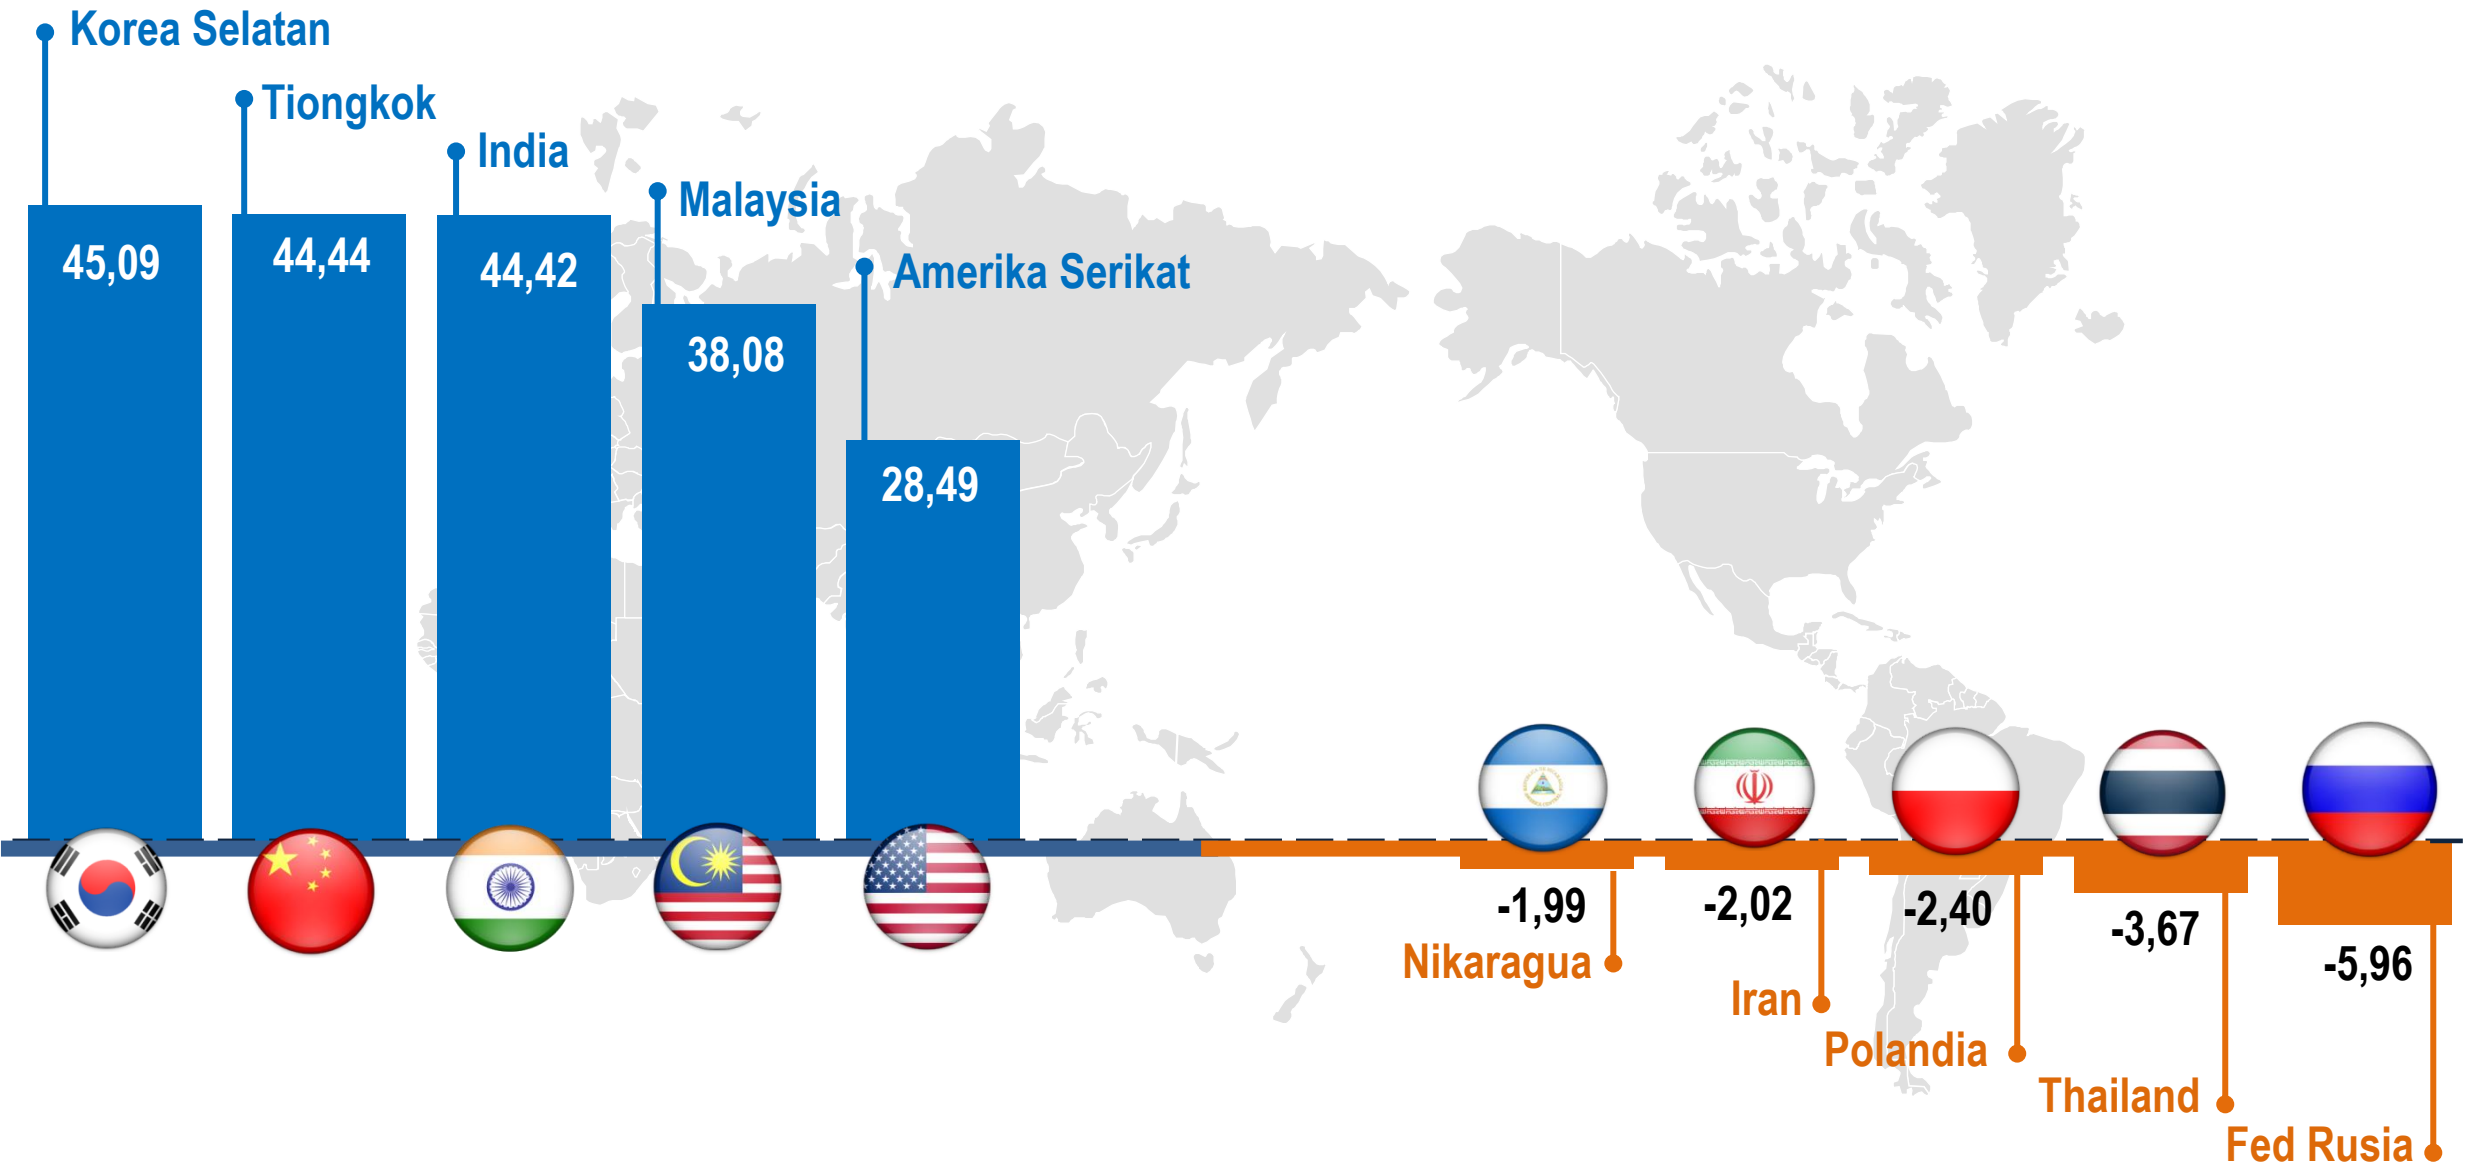 Korea Selatan
45,09
Tiongkok
44,44
India
44,42
Malaysia
38,08
Amerika Serikat
28,49
-1,99
Nikaragua
-2,02
Iran
-2,40
Polandia
-3,67
Thailand
-5,96
Fed Rusia